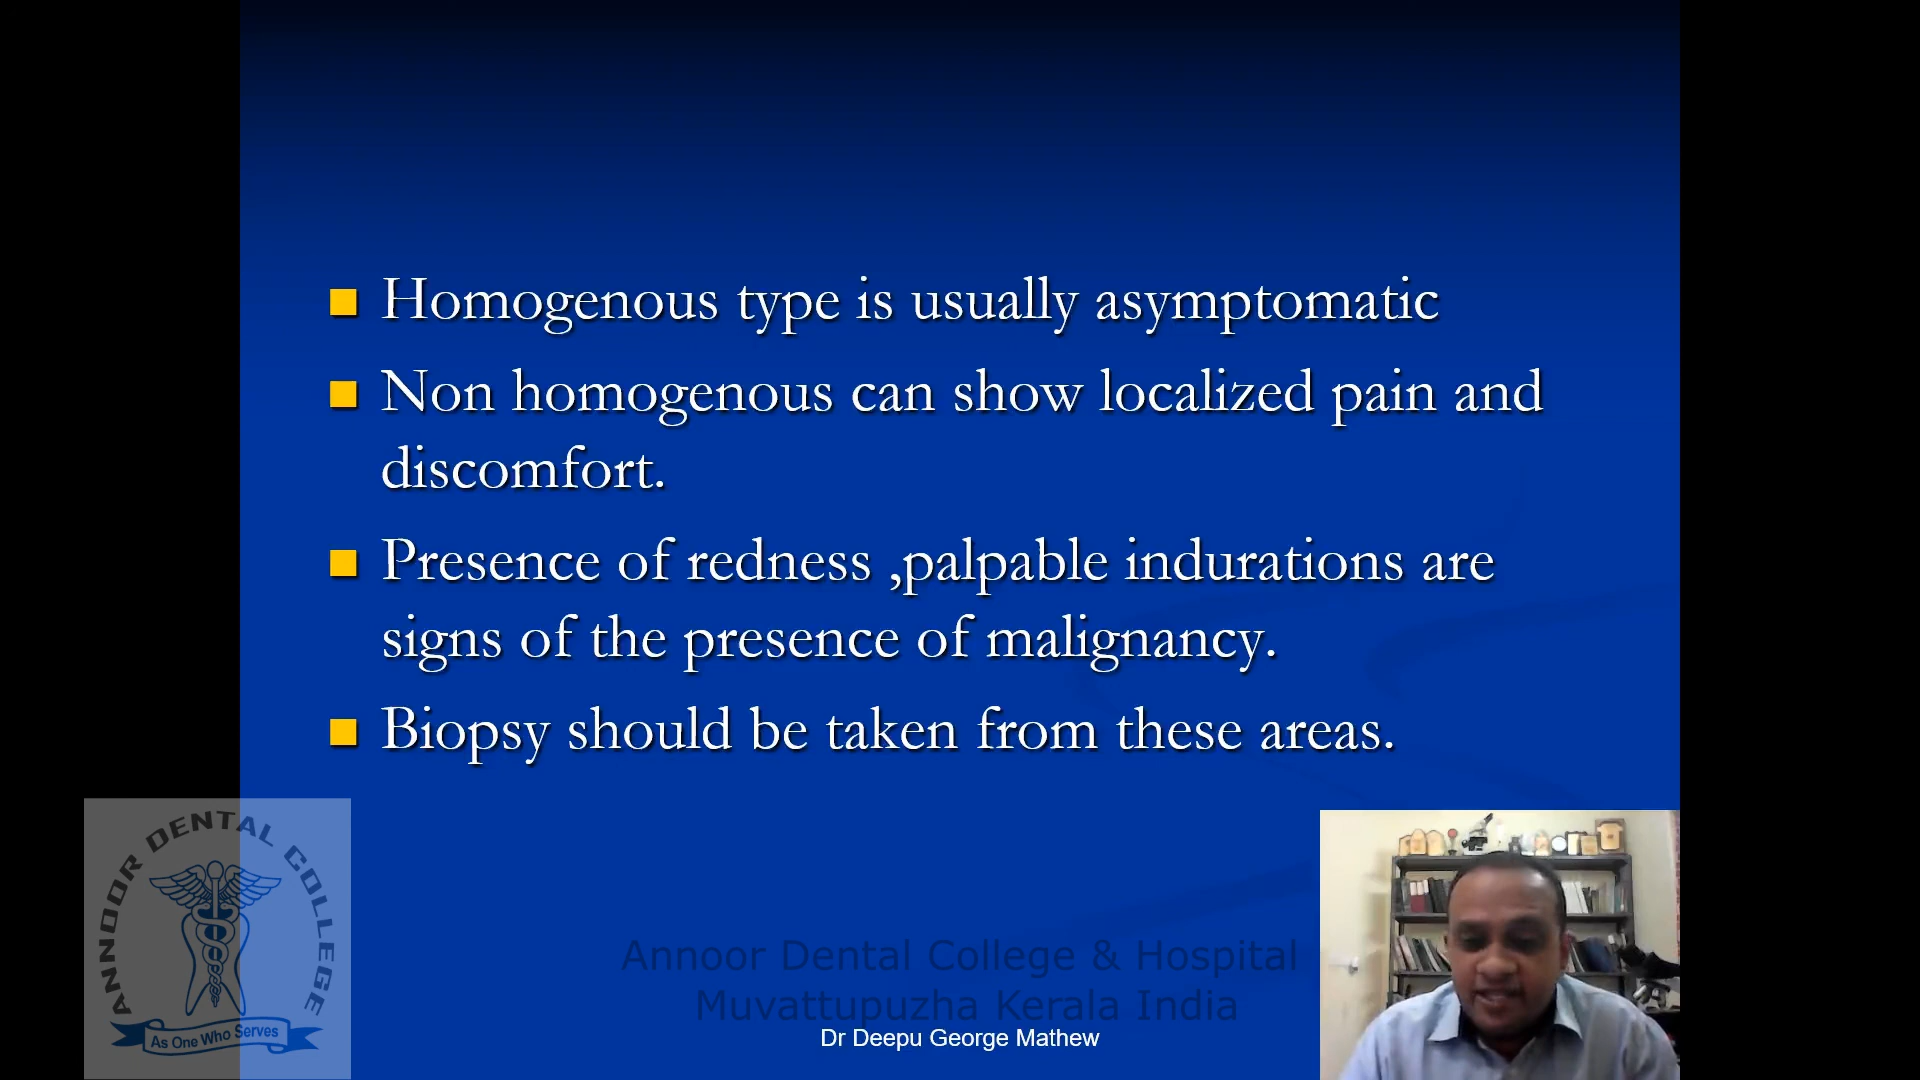 Homogenous type is usually asymptomatic
Non homogenous can show localized pain and
discomfort.
Presence of redness ,palpable indurations are
signs of the presence of malignancy.
Biopsy should be taken from these areas.
ANNOOR DENTAL COLLEGE
As One Who Serves
Annoor Dental College & Hospital
Muvattupuzha Kerala India
Dr Deepu George Mathew